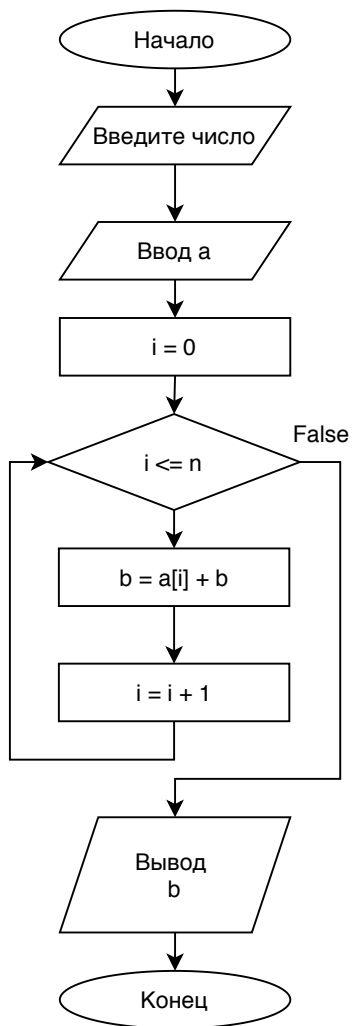 Начало
Введите число
Ввод a
i = 0
False
i <= n
b = a[i] + b
i = i + 1
Вывод
b
Конец